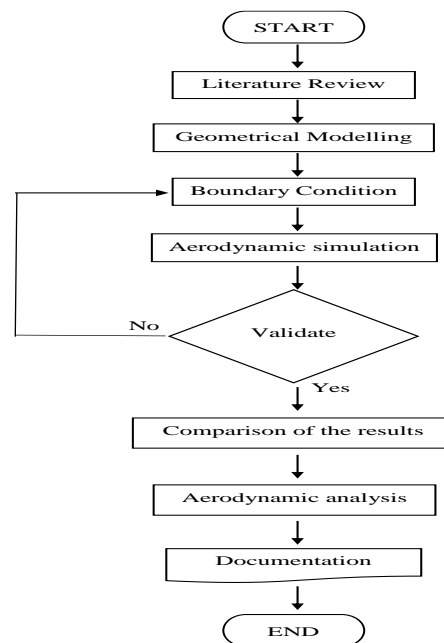 START
Literature Review
Geometrical Modelling
Boundary Condition
Aerodynamic simulation
No
Validate
Yes
Comparison of the results
Aerodynamic analysis
Documentation
END